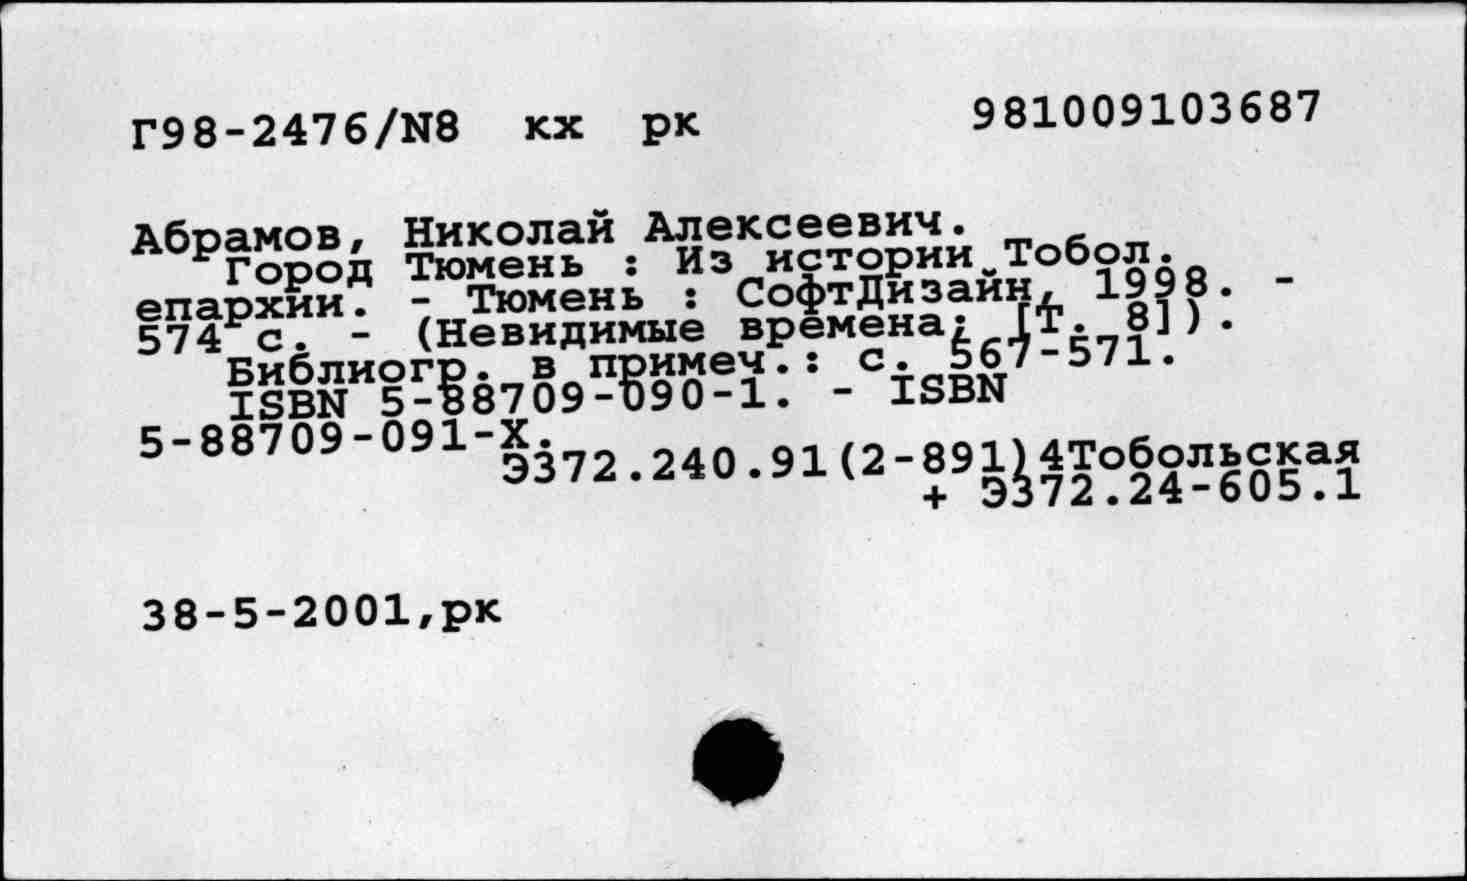 Г98-2476/N8 кх рк 981009103687
Абрамов, Николай Алексеевич.
Город Тюмень : Из истории Тобол.
епархии. - Тюмень : СофтДизайн, 1998. -
574 с. - (Невидимые времена; [Т. 8]).
Библиогр. в примеч.: с. 567-571.
ISBN 5-88709-090-1. - ISBN
5-88709-091-X.
Э372.240.91(2-891)4Тобольская
+ Э372.24-605.1
38-5-2001,рк